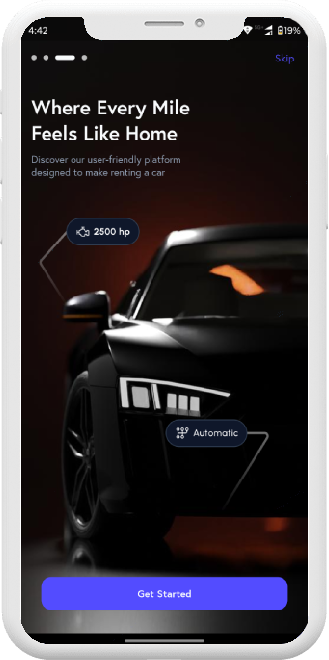 4:42
19%
Skip
Where Every Mile
Feels Like Home
Discover our user-friendly platform
designed to make renting a car
2500 hp
Automatic
Get Started